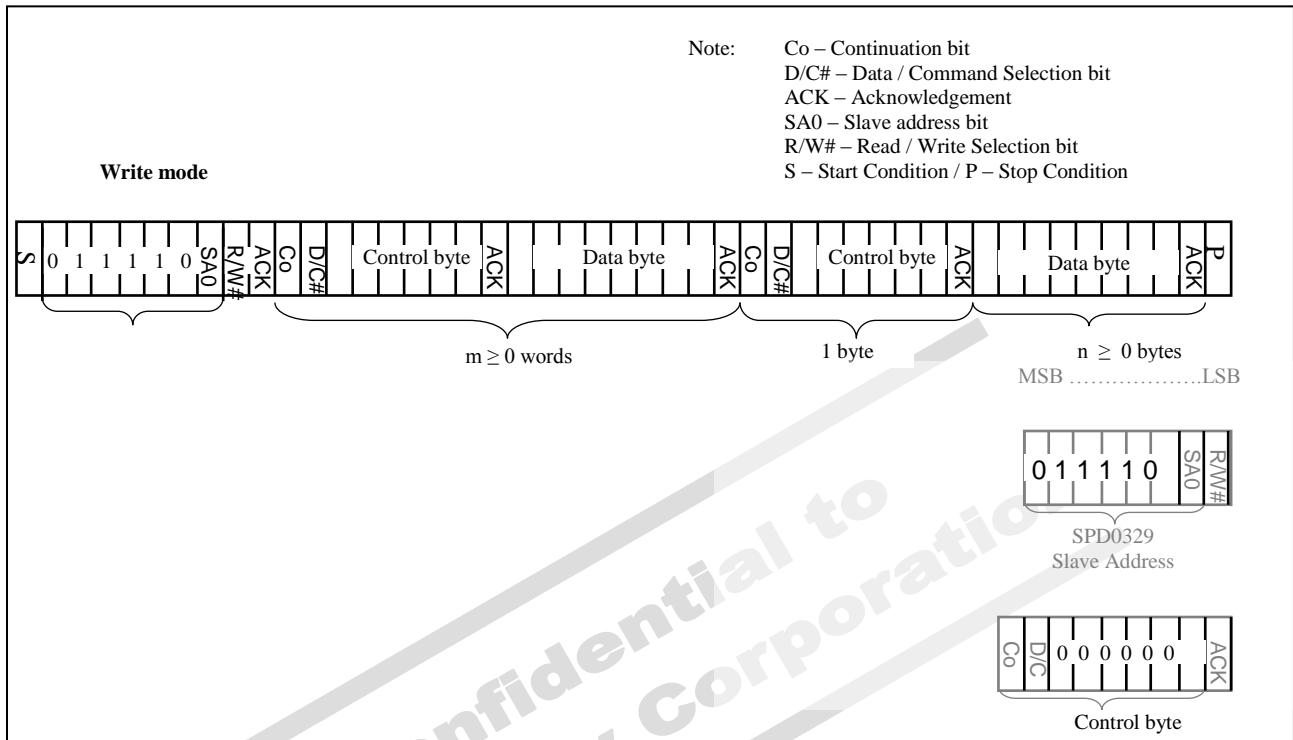 Note: Co – Continuation bit
D/C# – Data / Command Selection bit
ACK – Acknowledgement
SA0 – Slave address bit
R/W# – Read / Write Selection bit
S – Start Condition / P – Stop Condition
Write mode
S 0 1 1 1 1 0 SA0 R/W# ACK Co D/C# Control byte ACK Data byte ACK Co D/C# Control byte ACK Data byte ACK P
m ≥ 0 words 1 byte n ≥ 0 bytes
MSB ………………….LSB
0 1 1 1 1 0 SA0 R/W#
SPD0329
Slave Address
Co D/C 0 0 0 0 0 0 ACK
Control byte